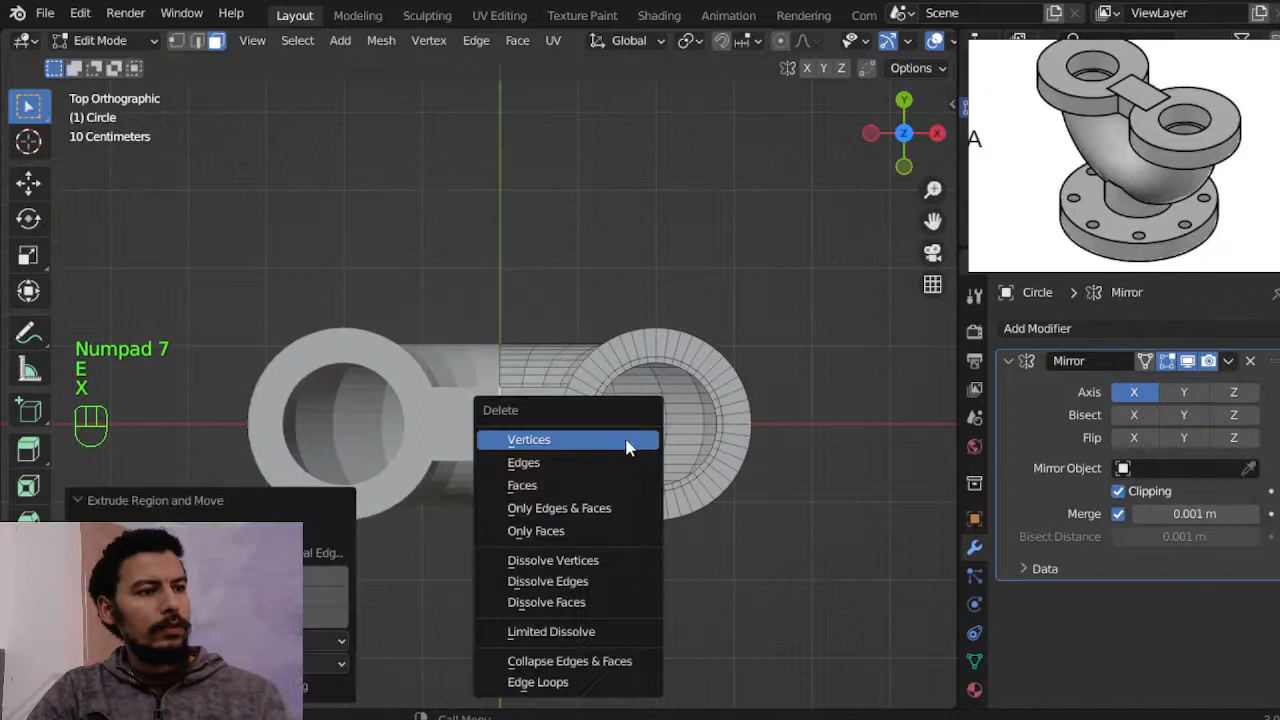 File Edit Render Window Help Layout Modeling Sculpting UV Editing Texture Paint Shading Animation Rendering Com Scene ViewLayer
Edit Mode View Select Add Mesh Vertex Edge Face UV Global
X Y Z Options
Top Orthographic
(1) Circle
10 Centimeters
Y
Z X
A
Numpad 7
E
X
Delete
Vertices
Edges
Faces
Only Edges & Faces
Only Faces
Dissolve Vertices
Dissolve Edges
Dissolve Faces
Limited Dissolve
Collapse Edges & Faces
Edge Loops
Extrude Region and Move
al Edg...
Call Menu
Circle > Mirror
Add Modifier
Mirror
Axis X Y Z
Bisect X Y Z
Flip X Y Z
Mirror Object
Clipping
Merge 0.001 m
Bisect Distance 0.001 m
Data